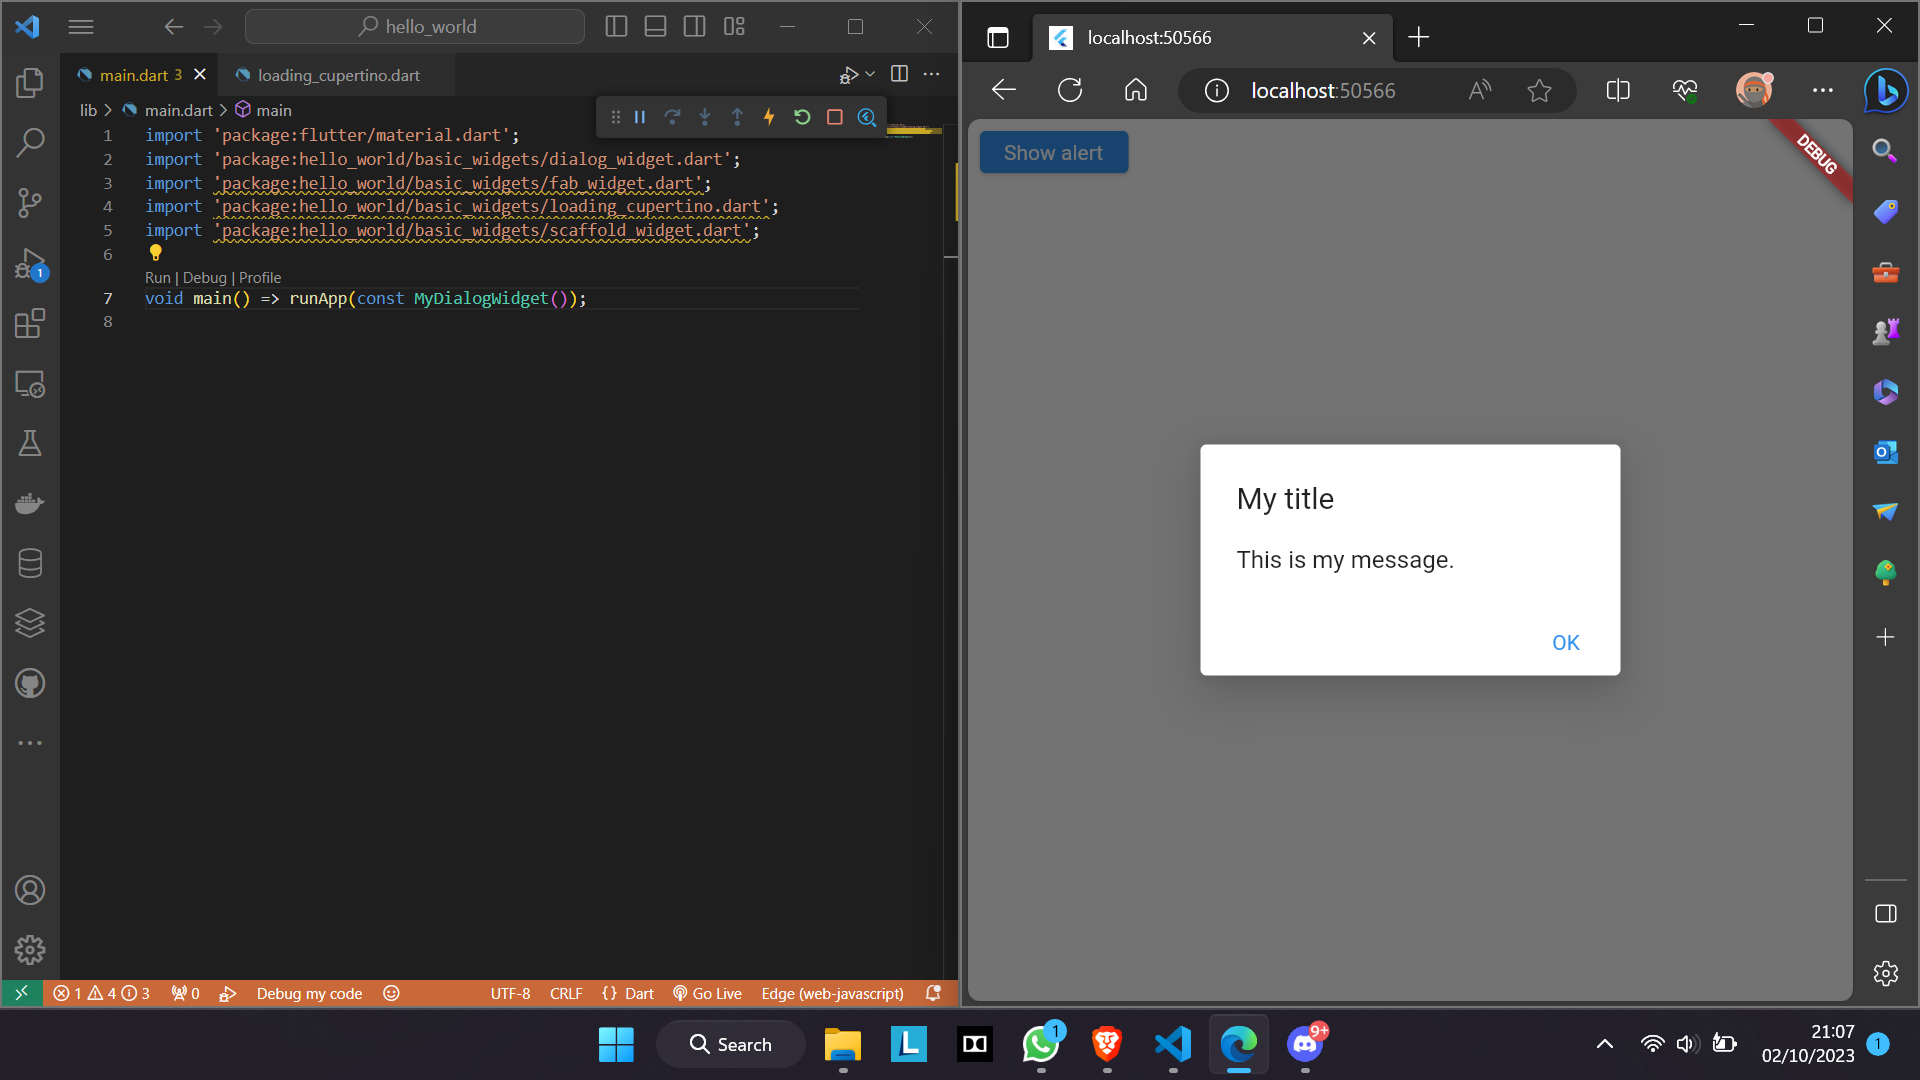 hello_world
main.dart 3
loading_cupertino.dart
lib > main.dart > main
1 import 'package:flutter/material.dart';
2 import 'package:hello_world/basic_widgets/dialog_widget.dart';
3 import 'package:hello_world/basic_widgets/fab_widget.dart';
4 import 'package:hello_world/basic_widgets/loading_cupertino.dart';
5 import 'package:hello_world/basic_widgets/scaffold_widget.dart';
6
Run | Debug | Profile
7 void main() => runApp(const MyDialogWidget());
8
1
1 4 3 0 Debug my code UTF-8 CRLF {} Dart Go Live Edge (web-javascript)
localhost:50566
localhost:50566
Show alert
DEBUG
My title
This is my message.
OK
Search
1
9+
21:07
02/10/2023
1